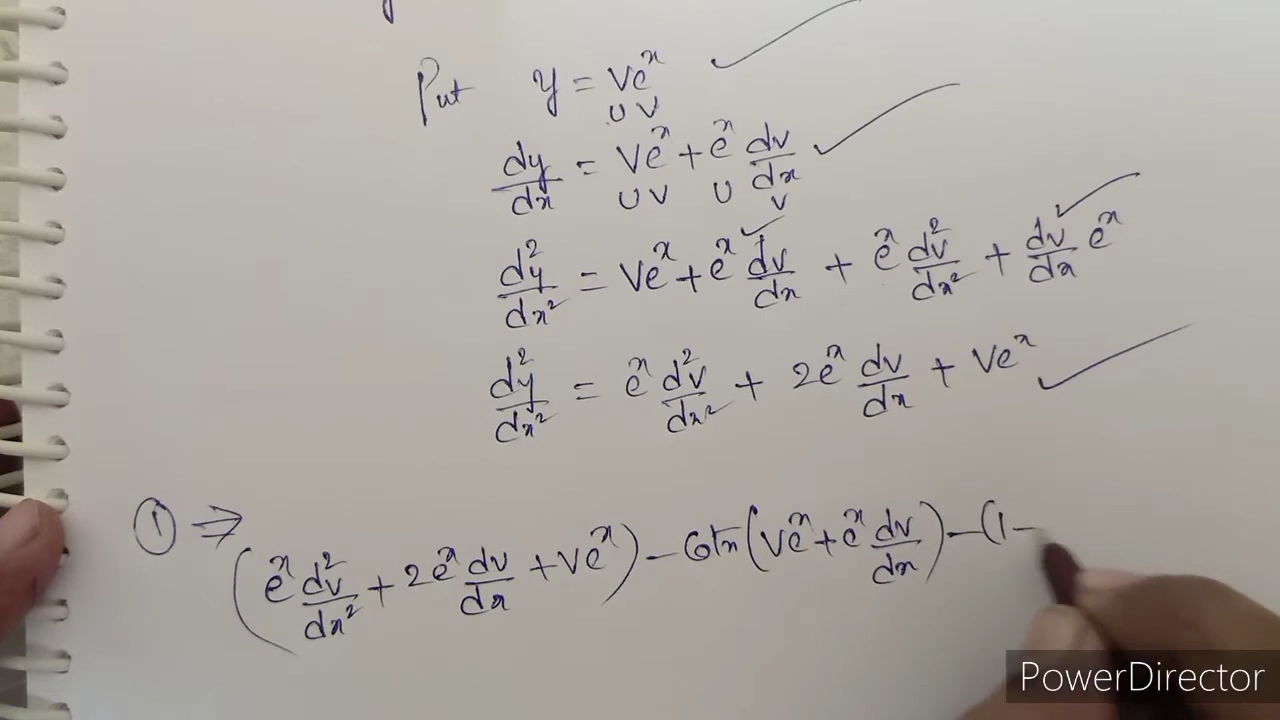 Put y = Ve^x
U V
dy/dx = Ve^x + e^x dv/dx
U V U V
d²y/dx² = Ve^x + e^x dv/dx + e^x d²v/dx² + dv/dx e^x
d²y/dx² = e^x d²v/dx² + 2e^x dv/dx + Ve^x
① ⇒ (e^x d²v/dx² + 2e^x dv/dx + Ve^x) - Cotx (Ve^x + e^x dv/dx) - (1 -
PowerDirector